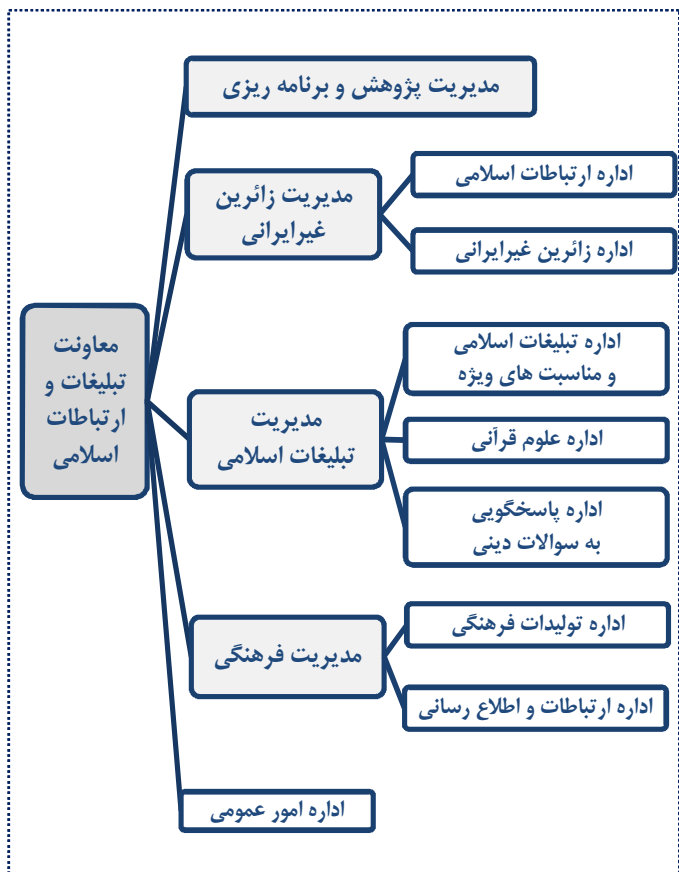 معاونت
تبلیغات و
ارتباطات
اسلامی
مدیریت پژوهش و برنامه ریزی
مدیریت زائرین
غیرایرانی
اداره ارتباطات اسلامی
اداره زائرین غیرایرانی
مدیریت
تبلیغات اسلامی
اداره تبلیغات اسلامی
و مناسبت های ویژه
اداره علوم قرآنی
اداره پاسخگویی
به سوالات دینی
مدیریت فرهنگی
اداره تولیدات فرهنگی
اداره ارتباطات و اطلاع رسانی
اداره امور عمومی